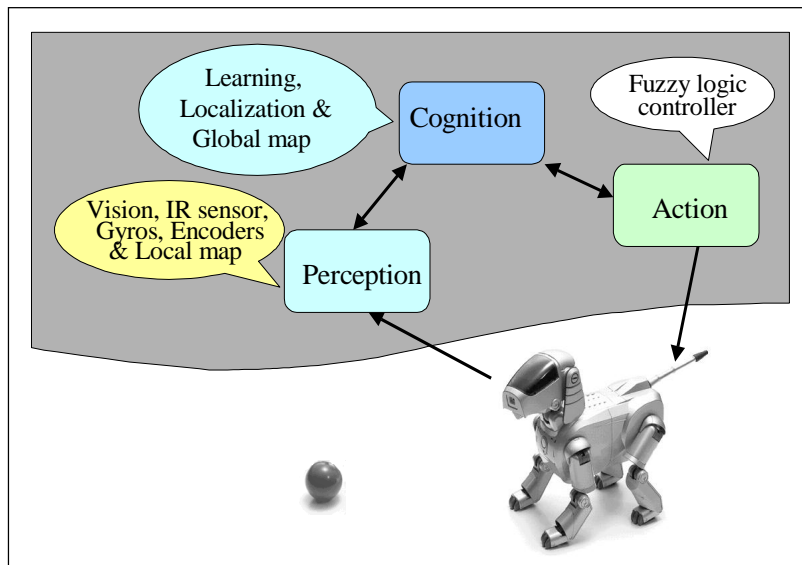 Learning,
Localization &
Global map
Cognition
Fuzzy logic
controller
Vision, IR sensor,
Gyros, Encoders
& Local map
Perception
Action